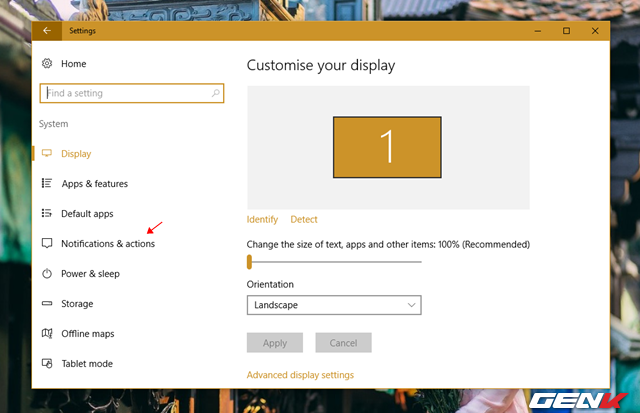 Settings
Home
Find a setting
System
Display
Apps & features
Default apps
Notifications & actions
Power & sleep
Storage
Offline maps
Tablet mode
Customise your display
1
Identify Detect
Change the size of text, apps and other items: 100% (Recommended)
Orientation
Landscape
Apply Cancel
Advanced display settings
GENK